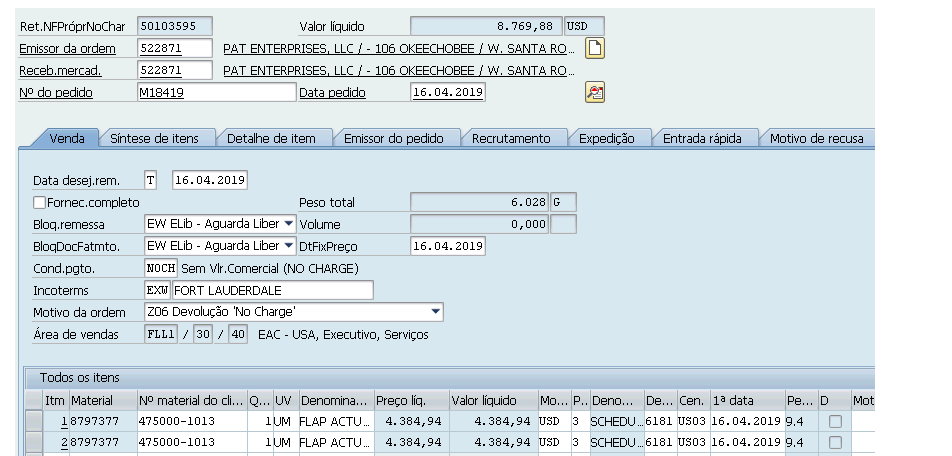 Ret.NFPróprNoChar 50103595 Valor líquido 8.769,88 USD
Emissor da ordem 522871 PAT ENTERPRISES, LLC / - 106 OKEECHOBEE / W. SANTA RO...
Receb.mercad. 522871 PAT ENTERPRISES, LLC / - 106 OKEECHOBEE / W. SANTA RO...
Nº do pedido M18419 Data pedido 16.04.2019
Venda Síntese de itens Detalhe de item Emissor do pedido Recrutamento Expedição Entrada rápida Motivo de recusa
Data desej.rem. T 16.04.2019
Fornec.completo Peso total 6.028 G
Bloq.remessa EW ELib - Aguarda Liber Volume 0,000
BloqDocFatmto. EW ELib - Aguarda Liber DtFixPreço 16.04.2019
Cond.pgto. NOCH Sem Vlr.Comercial (NO CHARGE)
Incoterms EXW FORT LAUDERDALE
Motivo da ordem Z06 Devolução 'No Charge'
Área de vendas FLL1 / 30 / 40 EAC - USA, Executivo, Serviços
Todos os itens
Itm Material Nº material do cli... Q... UV Denomina... Preço líq. Valor líquido Mo... P.. Deno... De... Cen. 1ª data Pe... D Mot
1 8797377 475000-1013 1 UM FLAP ACTU... 4.384,94 4.384,94 USD 3 SCHEDU... 6181 US03 16.04.2019 9.4
2 8797377 475000-1013 1 UM FLAP ACTU... 4.384,94 4.384,94 USD 3 SCHEDU... 6181 US03 16.04.2019 9.4